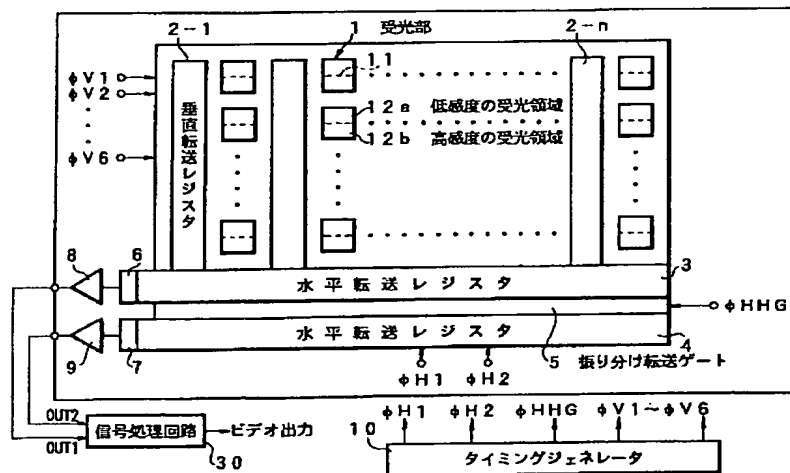 2-1
1 受光部
2-n
11
φV1
φV2
φV6
垂直転送レジスタ
12a 低感度の受光領域
12b 高感度の受光領域
8
6
水平転送レジスタ
3
φHHG
水平転送レジスタ
9
7
4
5 振り分け転送ゲート
φH1 φH2
OUT2
OUT1
信号処理回路
ビデオ出力
30
φH1 φH2 φHHG φV1~φV6
10
タイミングジェネレータ